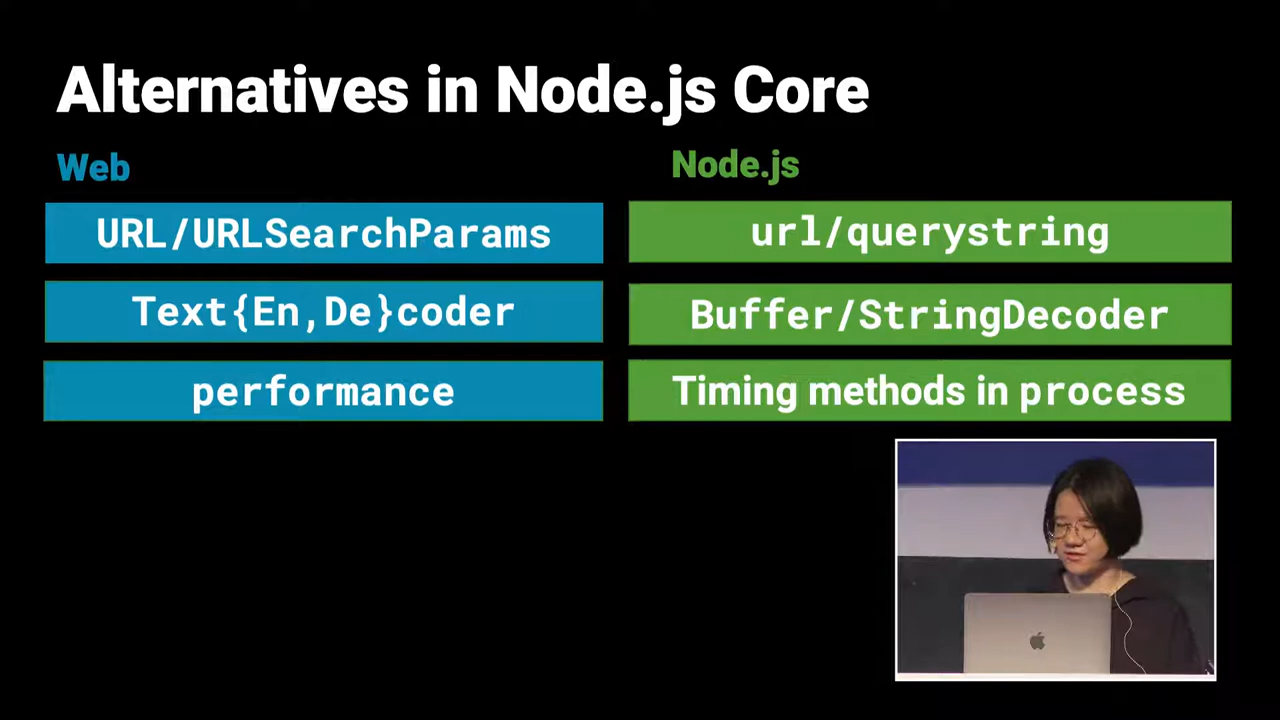 Alternatives in Node.js Core
Web
Node.js
URL/URLSearchParams
url/querystring
Text{En,De}coder
Buffer/StringDecoder
performance
Timing methods in process